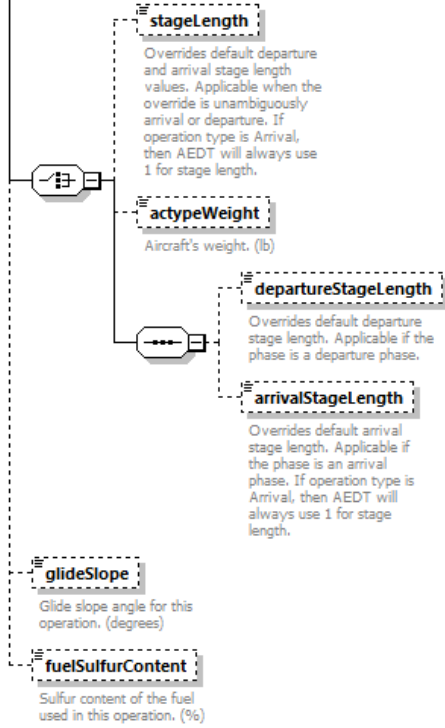 stageLength
Overrides default departure
and arrival stage length
values. Applicable when the
override is unambiguously
arrival or departure. If
operation type is Arrival,
then AEDT will always use
1 for stage length.
actypeWeight
Aircraft's weight. (lb)
departureStageLength
Overrides default departure
stage length. Applicable if the
phase is a departure phase.
arrivalStageLength
Overrides default arrival
stage length. Applicable if
the phase is an arrival
phase. If operation type is
Arrival, then AEDT will
always use 1 for stage
length.
glideSlope
Glide slope angle for this
operation. (degrees)
fuelSulfurContent
Sulfur content of the fuel
used in this operation. (%)